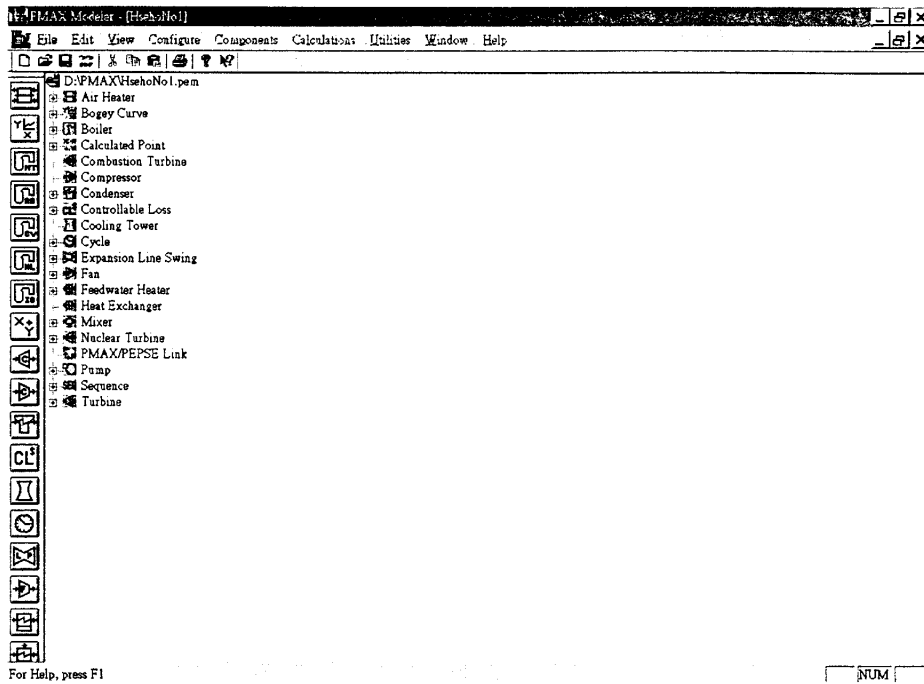 PMAX Modeler - [HsehoNo1]
File Edit View Configure Components Calculations Utilities Window Help
D:\PMAX\HsehoNo1.pem
Air Heater
Bogey Curve
Boiler
Calculated Point
Combustion Turbine
Compressor
Condenser
Controllable Loss
Cooling Tower
Cycle
Expansion Line Swing
Fan
Feedwater Heater
Heat Exchanger
Mixer
Nuclear Turbine
PMAX/PEPSE Link
Pump
Sequence
Turbine
CL$
For Help, press F1
NUM